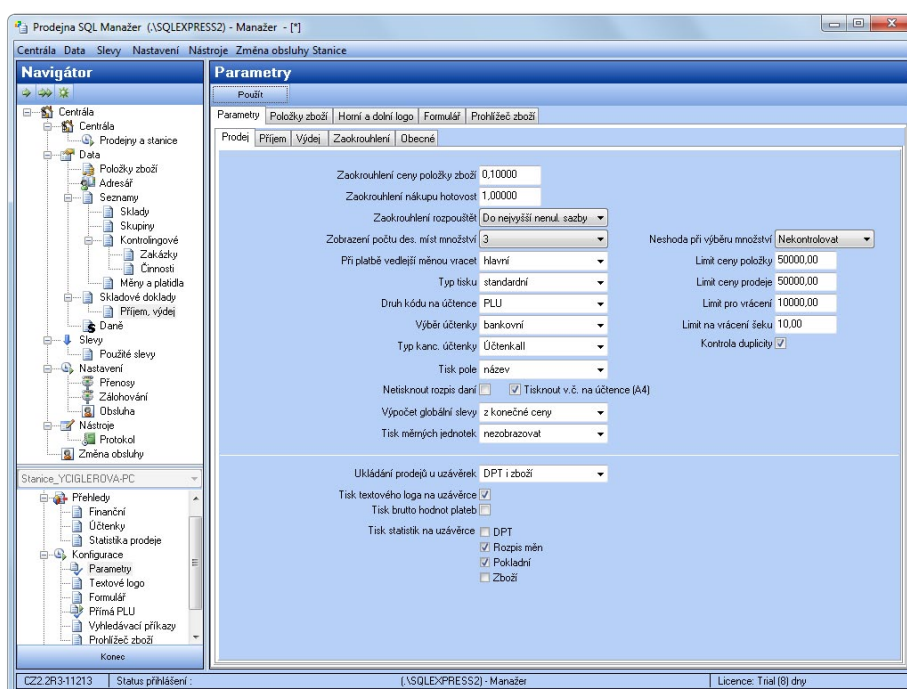 Prodejna SQL Manažer (.\SQLEXPRESS2) - Manažer - [*]
Centrála Data Slevy Nastavení Nástroje Změna obsluhy Stanice
Navigátor
Centrála
Centrála
Prodejny a stanice
Data
Položky zboží
Adresář
Seznamy
Sklady
Skupiny
Kontrolingové
Zakázky
Činnosti
Měny a platidla
Skladové doklady
Příjem, výdej
Daně
Slevy
Použité slevy
Nastavení
Přenosy
Zálohování
Obsluha
Nástroje
Protokol
Změna obsluhy
Stanice_YCIGLEROVA-PC
Přehledy
Finanční
Účtenky
Statistika prodeje
Konfigurace
Parametry
Textové logo
Formulář
Přímá PLU
Vyhledávací příkazy
Prohlížeč zboží
Konec
Parametry
Použít
Parametry Položky zboží Horní a dolní logo Formulář Prohlížeč zboží
Prodej Příjem Výdej Zaokrouhlení Obecné
Zaokrouhlení ceny položky zboží 0,10000
Zaokrouhlení nákupu hotovost 1,00000
Zaokrouhlení rozpouštět Do nejvyšší nenul. sazby
Zobrazení počtu des. míst množství 3 Neshoda při výběru množství Nekontrolovat
Při platbě vedlejší měnou vracet hlavní Limit ceny položky 50000,00
Typ tisku standardní Limit ceny prodeje 50000,00
Druh kódu na účtence PLU Limit pro vrácení 10000,00
Výběr účtenky bankovní Limit na vrácení šeku 10,00
Typ kanc. účtenky Účtenkall Kontrola duplicity
Tisk pole název
Netisknout rozpis daní Tisknout v.č. na účtence (A4)
Výpočet globální slevy z konečné ceny
Tisk měrných jednotek nezobrazovat
Ukládání prodejů u uzávěrek DPT i zboží
Tisk textového loga na uzávěrce
Tisk brutto hodnot plateb
Tisk statistik na uzávěrce DPT
Rozpis měn
Pokladní
Zboží
CZ2.2R3-11213 Status přihlášení : (.\SQLEXPRESS2) - Manažer Licence: Trial (8) dny